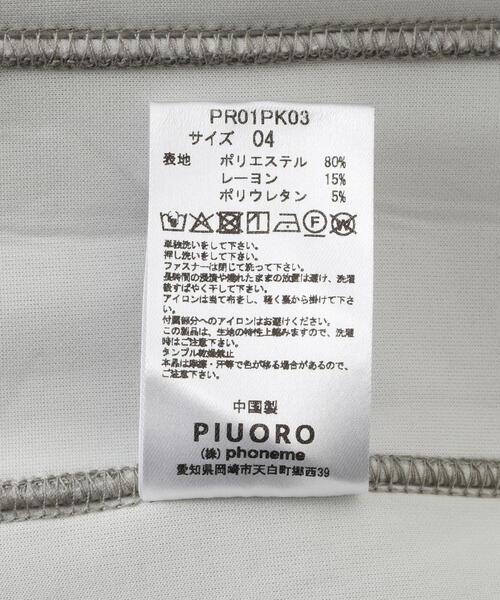 PR01PK03
サイズ 04
表地 ポリエステル 80%
レーヨン 15%
ポリウレタン 5%
単独洗いをして下さい。
押し洗いをして下さい。
ファスナーは閉じて洗って下さい。
長時間の浸漬や濡れたままの放置は避け、洗濯
後すばやく干して下さい。
アイロンは当て布をし、軽く裏から掛けて下さ
い。
付属部分へのアイロンはお避けください。
この製品は、生地の特性上縮みますので、洗濯
時はご注意下さい。
タンブル乾燥禁止
本品は摩擦・汗等で色が移る場合があるので、
ご注意下さい。
中国製
PIUORO
(株) phoneme
愛知県岡崎市天白町郷西39